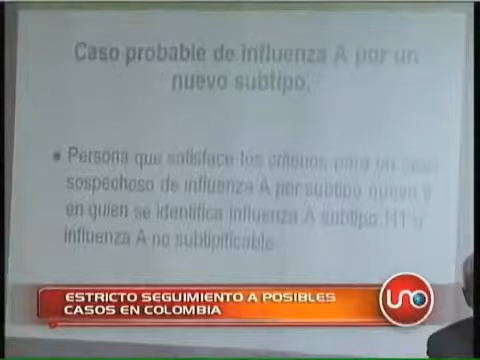 Caso probable de influenza A por un
nuevo subtipo.
• Persona que satisface los criterios para un caso
sospechoso de influenza A por subtipo nuevo y
en quien se identifica influenza A subtipo H1 o
influenza A no subtipificable
ESTRICTO SEGUIMIENTO A POSIBLES
CASOS EN COLOMBIA
UNO